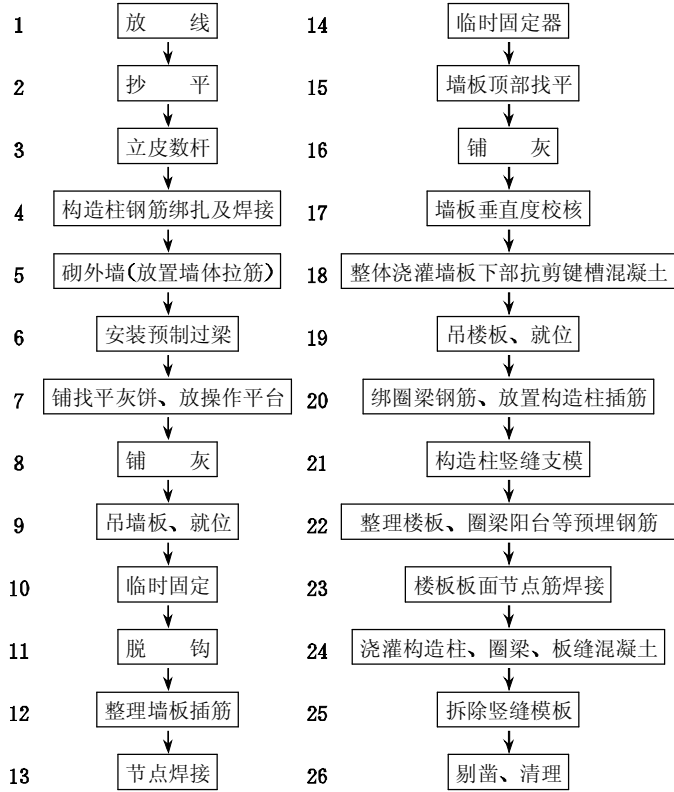 1 放 线
2 抄 平
3 立皮数杆
4 构造柱钢筋绑扎及焊接
5 砌外墙(放置墙体拉筋)
6 安装预制过梁
7 铺找平灰饼、放操作平台
8 铺 灰
9 吊墙板、就位
10 临时固定
11 脱 钩
12 整理墙板插筋
13 节点焊接
14 临时固定器
15 墙板顶部找平
16 铺 灰
17 墙板垂直度校核
18 整体浇灌墙板下部抗剪键槽混凝土
19 吊楼板、就位
20 绑圈梁钢筋、放置构造柱插筋
21 构造柱竖缝支模
22 整理楼板、圈梁阳台等预埋钢筋
23 楼板板面节点筋焊接
24 浇灌构造柱、圈梁、板缝混凝土
25 拆除竖缝模板
26 剔凿、清理